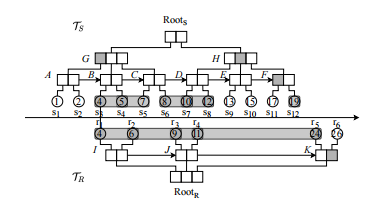 𝒯S
RootS
G H
A B C D E F
1 2 4 5 7 8 10 12 13 15 17 19
s1 s2 s3 s4 s5 s6 s7 s8 s9 s10 s11 s12
r1 r2 r3 r4 r5 r6
4 6 9 11 24 26
I J K
𝒯R
RootR